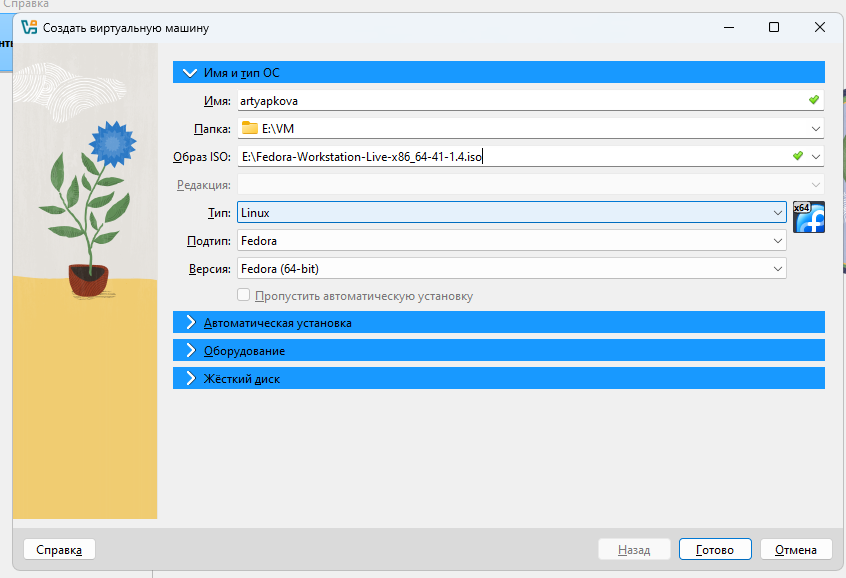 Справка
Создать виртуальную машину
Имя и тип ОС
Имя: artyapkova
Папка: E:\VM
Образ ISO: E:\Fedora-Workstation-Live-x86_64-41-1.4.iso
Редакция:
Тип: Linux
x64
Подтип: Fedora
Версия: Fedora (64-bit)
Пропустить автоматическую установку
Автоматическая установка
Оборудование
Жёсткий диск
Справка
Назад
Готово
Отмена